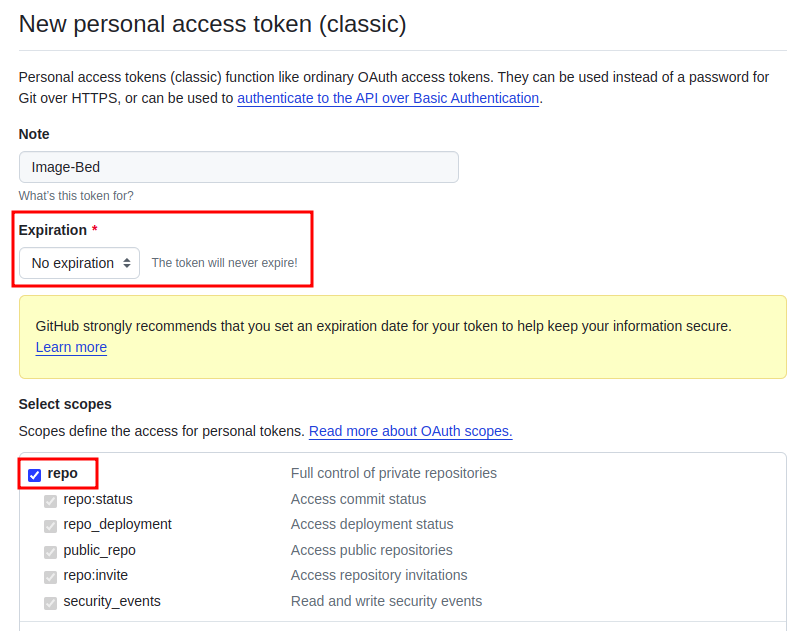 New personal access token (classic)
Personal access tokens (classic) function like ordinary OAuth access tokens. They can be used instead of a password for
Git over HTTPS, or can be used to authenticate to the API over Basic Authentication.
Note
Image-Bed
What's this token for?
Expiration *
No expiration The token will never expire!
GitHub strongly recommends that you set an expiration date for your token to help keep your information secure.
Learn more
Select scopes
Scopes define the access for personal tokens. Read more about OAuth scopes.
repo Full control of private repositories
repo:status Access commit status
repo_deployment Access deployment status
public_repo Access public repositories
repo:invite Access repository invitations
security_events Read and write security events